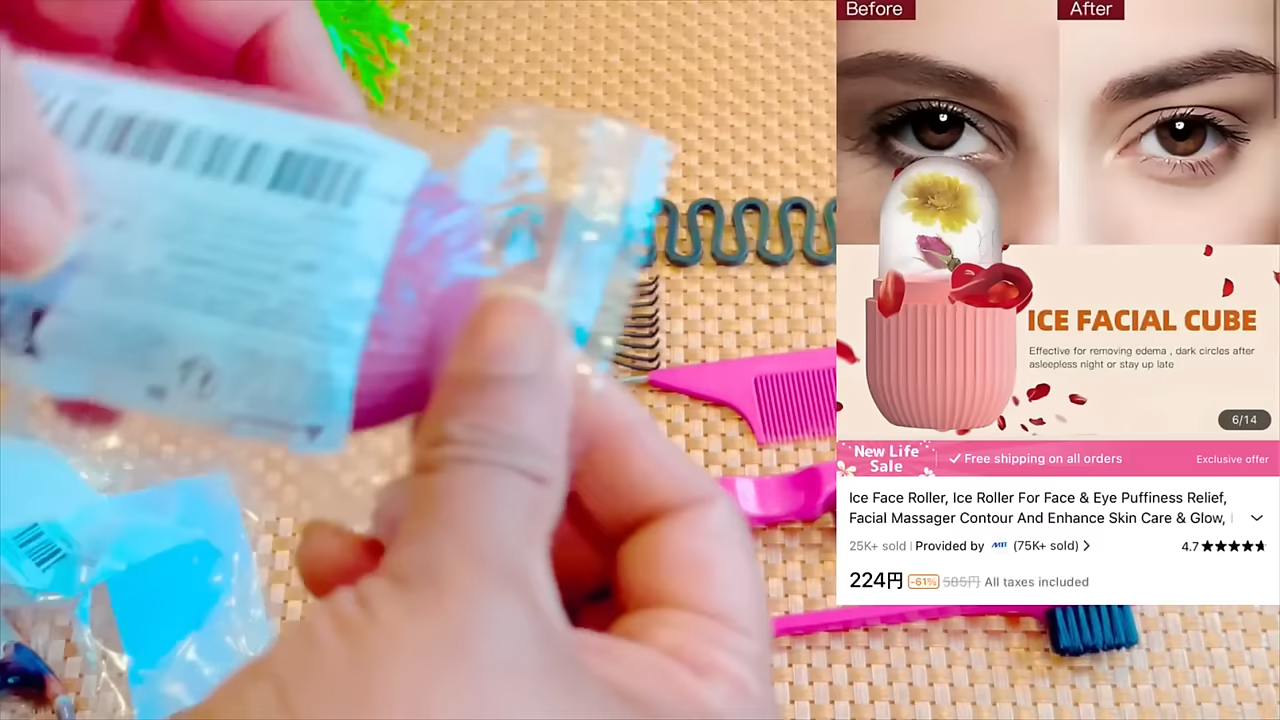 Before
After
ICE FACIAL CUBE
Effective for removing edema , dark circles after
asleepless night or stay up late
6/14
New Life
Sale
✓ Free shipping on all orders
Exclusive offer
Ice Face Roller, Ice Roller For Face & Eye Puffiness Relief,
Facial Massager Contour And Enhance Skin Care & Glow,
25K+ sold | Provided by MIT (75K+ sold) >
4.7★★★★★
224円 -61% 585円 All taxes included